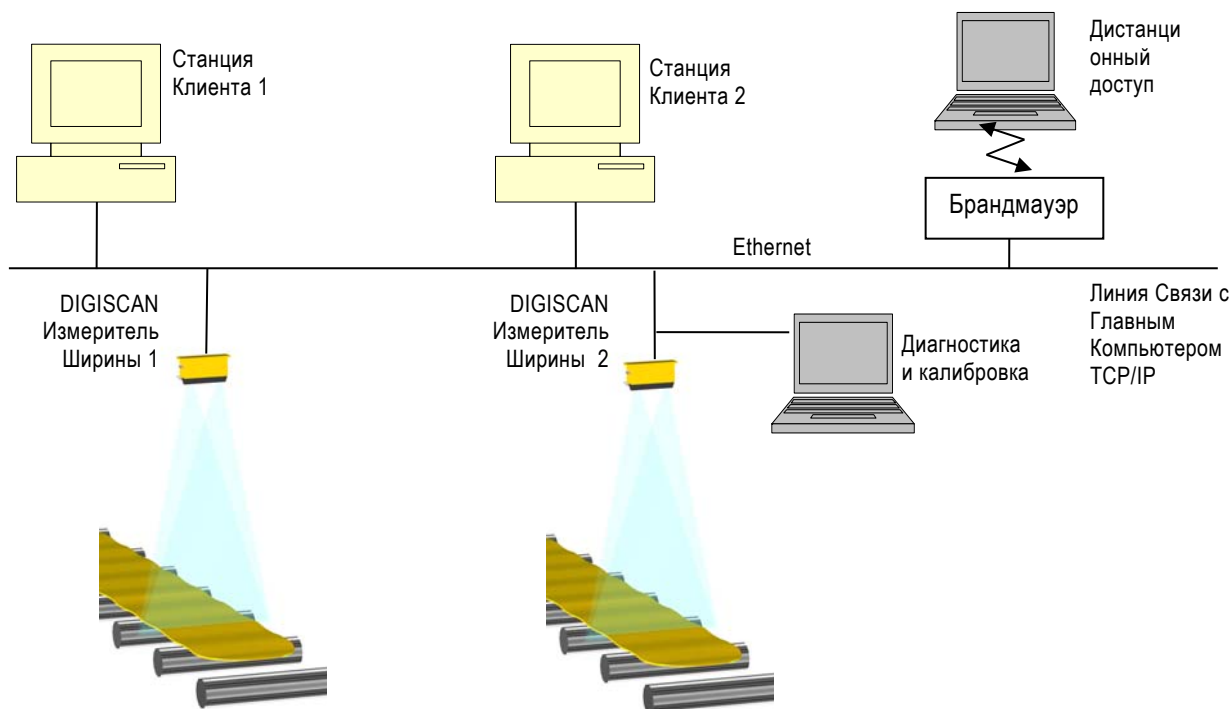 Станция
Клиента 1
Станция
Клиента 2
Дистанци
онный
доступ
Брандмауэр
Ethernet
DIGISCAN
Измеритель
Ширины 1
DIGISCAN
Измеритель
Ширины 2
Диагностика
и калибровка
Линия Связи с
Главным
Компьютером
TCP/IP